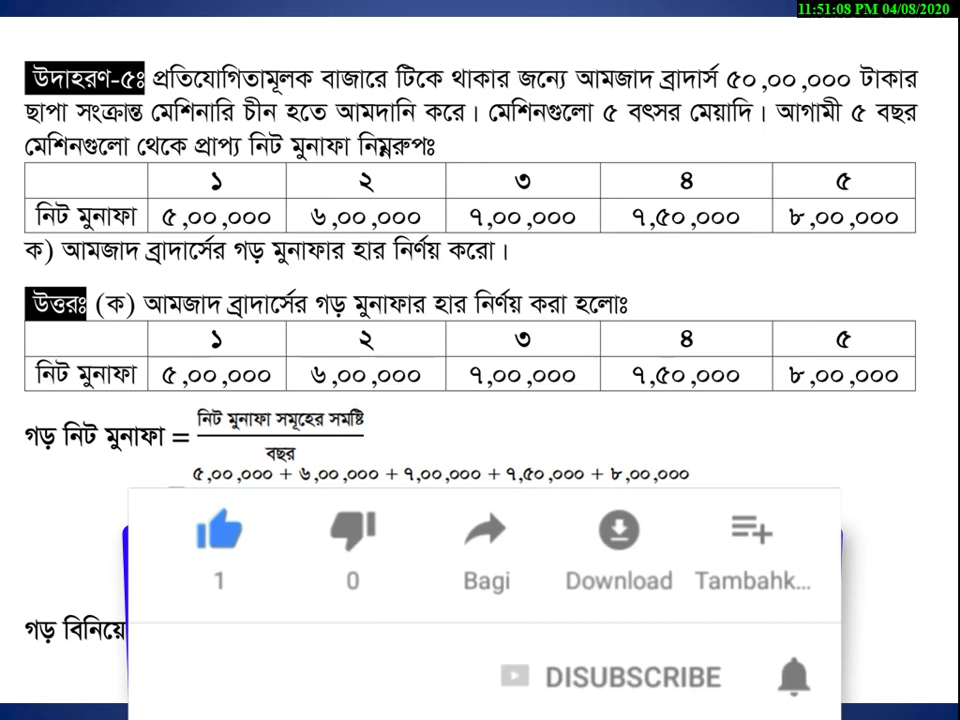 11:51:08 PM 04/08/2020
উদাহরণ-৫ঃ প্রতিযোগিতামূলক বাজারে টিকে থাকার জন্যে আমজাদ ব্রাদার্স ৫০,০০,০০০ টাকার
ছাপা সংক্রান্ত মেশিনারি চীন হতে আমদানি করে। মেশিনগুলো ৫ বৎসর মেয়াদি। আগামী ৫ বছর
মেশিনগুলো থেকে প্রাপ্য নিট মুনাফা নিম্নরুপঃ
১ ২ ৩ ৪ ৫
নিট মুনাফা ৫,০০,০০০ ৬,০০,০০০ ৭,০০,০০০ ৭,৫০,০০০ ৮,০০,০০০
ক) আমজাদ ব্রাদার্সের গড় মুনাফার হার নির্ণয় করো।
উত্তরঃ (ক) আমজাদ ব্রাদার্সের গড় মুনাফার হার নির্ণয় করা হলোঃ
১ ২ ৩ ৪ ৫
নিট মুনাফা ৫,০০,০০০ ৬,০০,০০০ ৭,০০,০০০ ৭,৫০,০০০ ৮,০০,০০০
নিট মুনাফা সমূহের সমষ্টি
গড় নিট মুনাফা =
বছর
৫,০০,০০০ + ৬,০০,০০০ + ৭,০০,০০০ + ৭,৫০,০০০ + ৮,০০,০০০
1 0 Bagi Download Tambahk...
গড় বিনিয়ে
DISUBSCRIBE